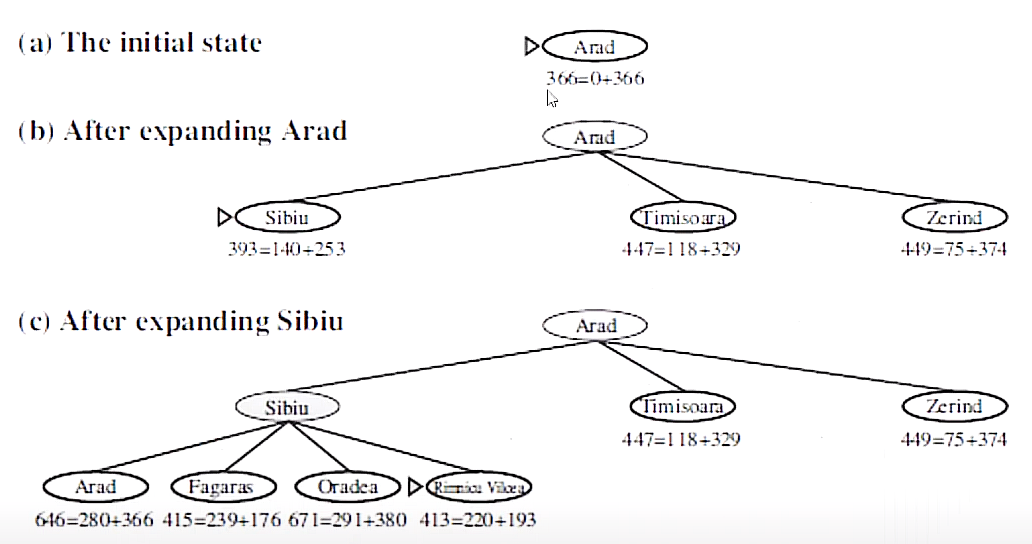 (a) The initial state
Arad
366=0+366
(b) After expanding Arad
Arad
Sibiu Timisoara Zerind
393=140+253 447=118+329 449=75+374
(c) After expanding Sibiu
Arad
Sibiu Timisoara Zerind
447=118+329 449=75+374
Arad Fagaras Oradea Rimnicu Vilcea
646=280+366 415=239+176 671=291+380 413=220+193